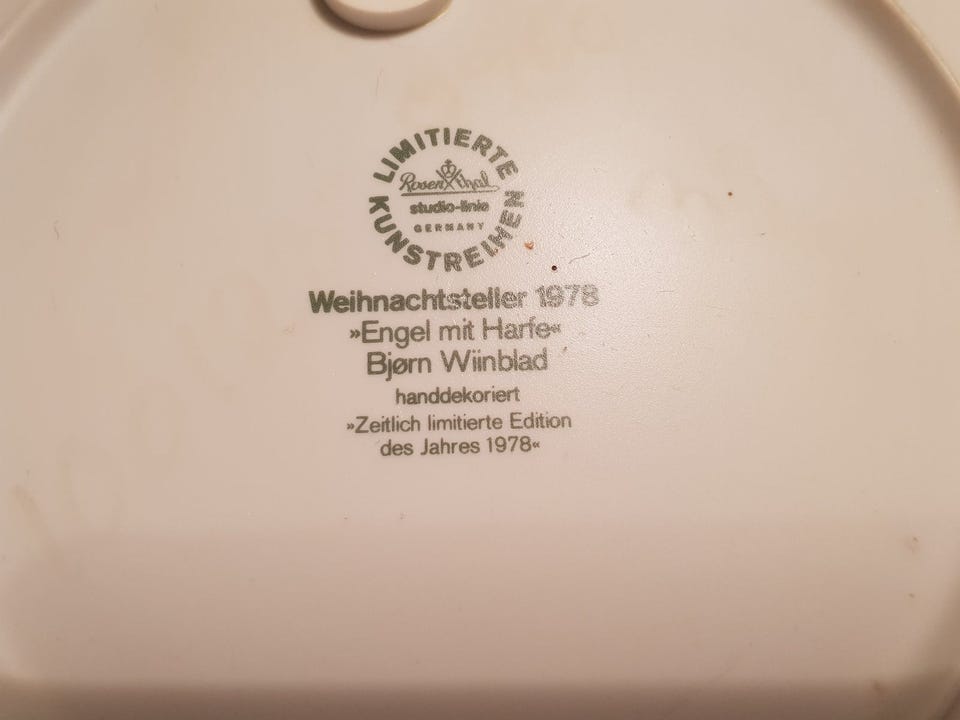 LIMITIERTE
KUNSTREIHEN
Rosenthal
studio-linie
GERMANY
Weihnachtsteller 1978
»Engel mit Harfe«
Bjørn Wiinblad
handdekoriert
»Zeitlich limitierte Edition
des Jahres 1978«